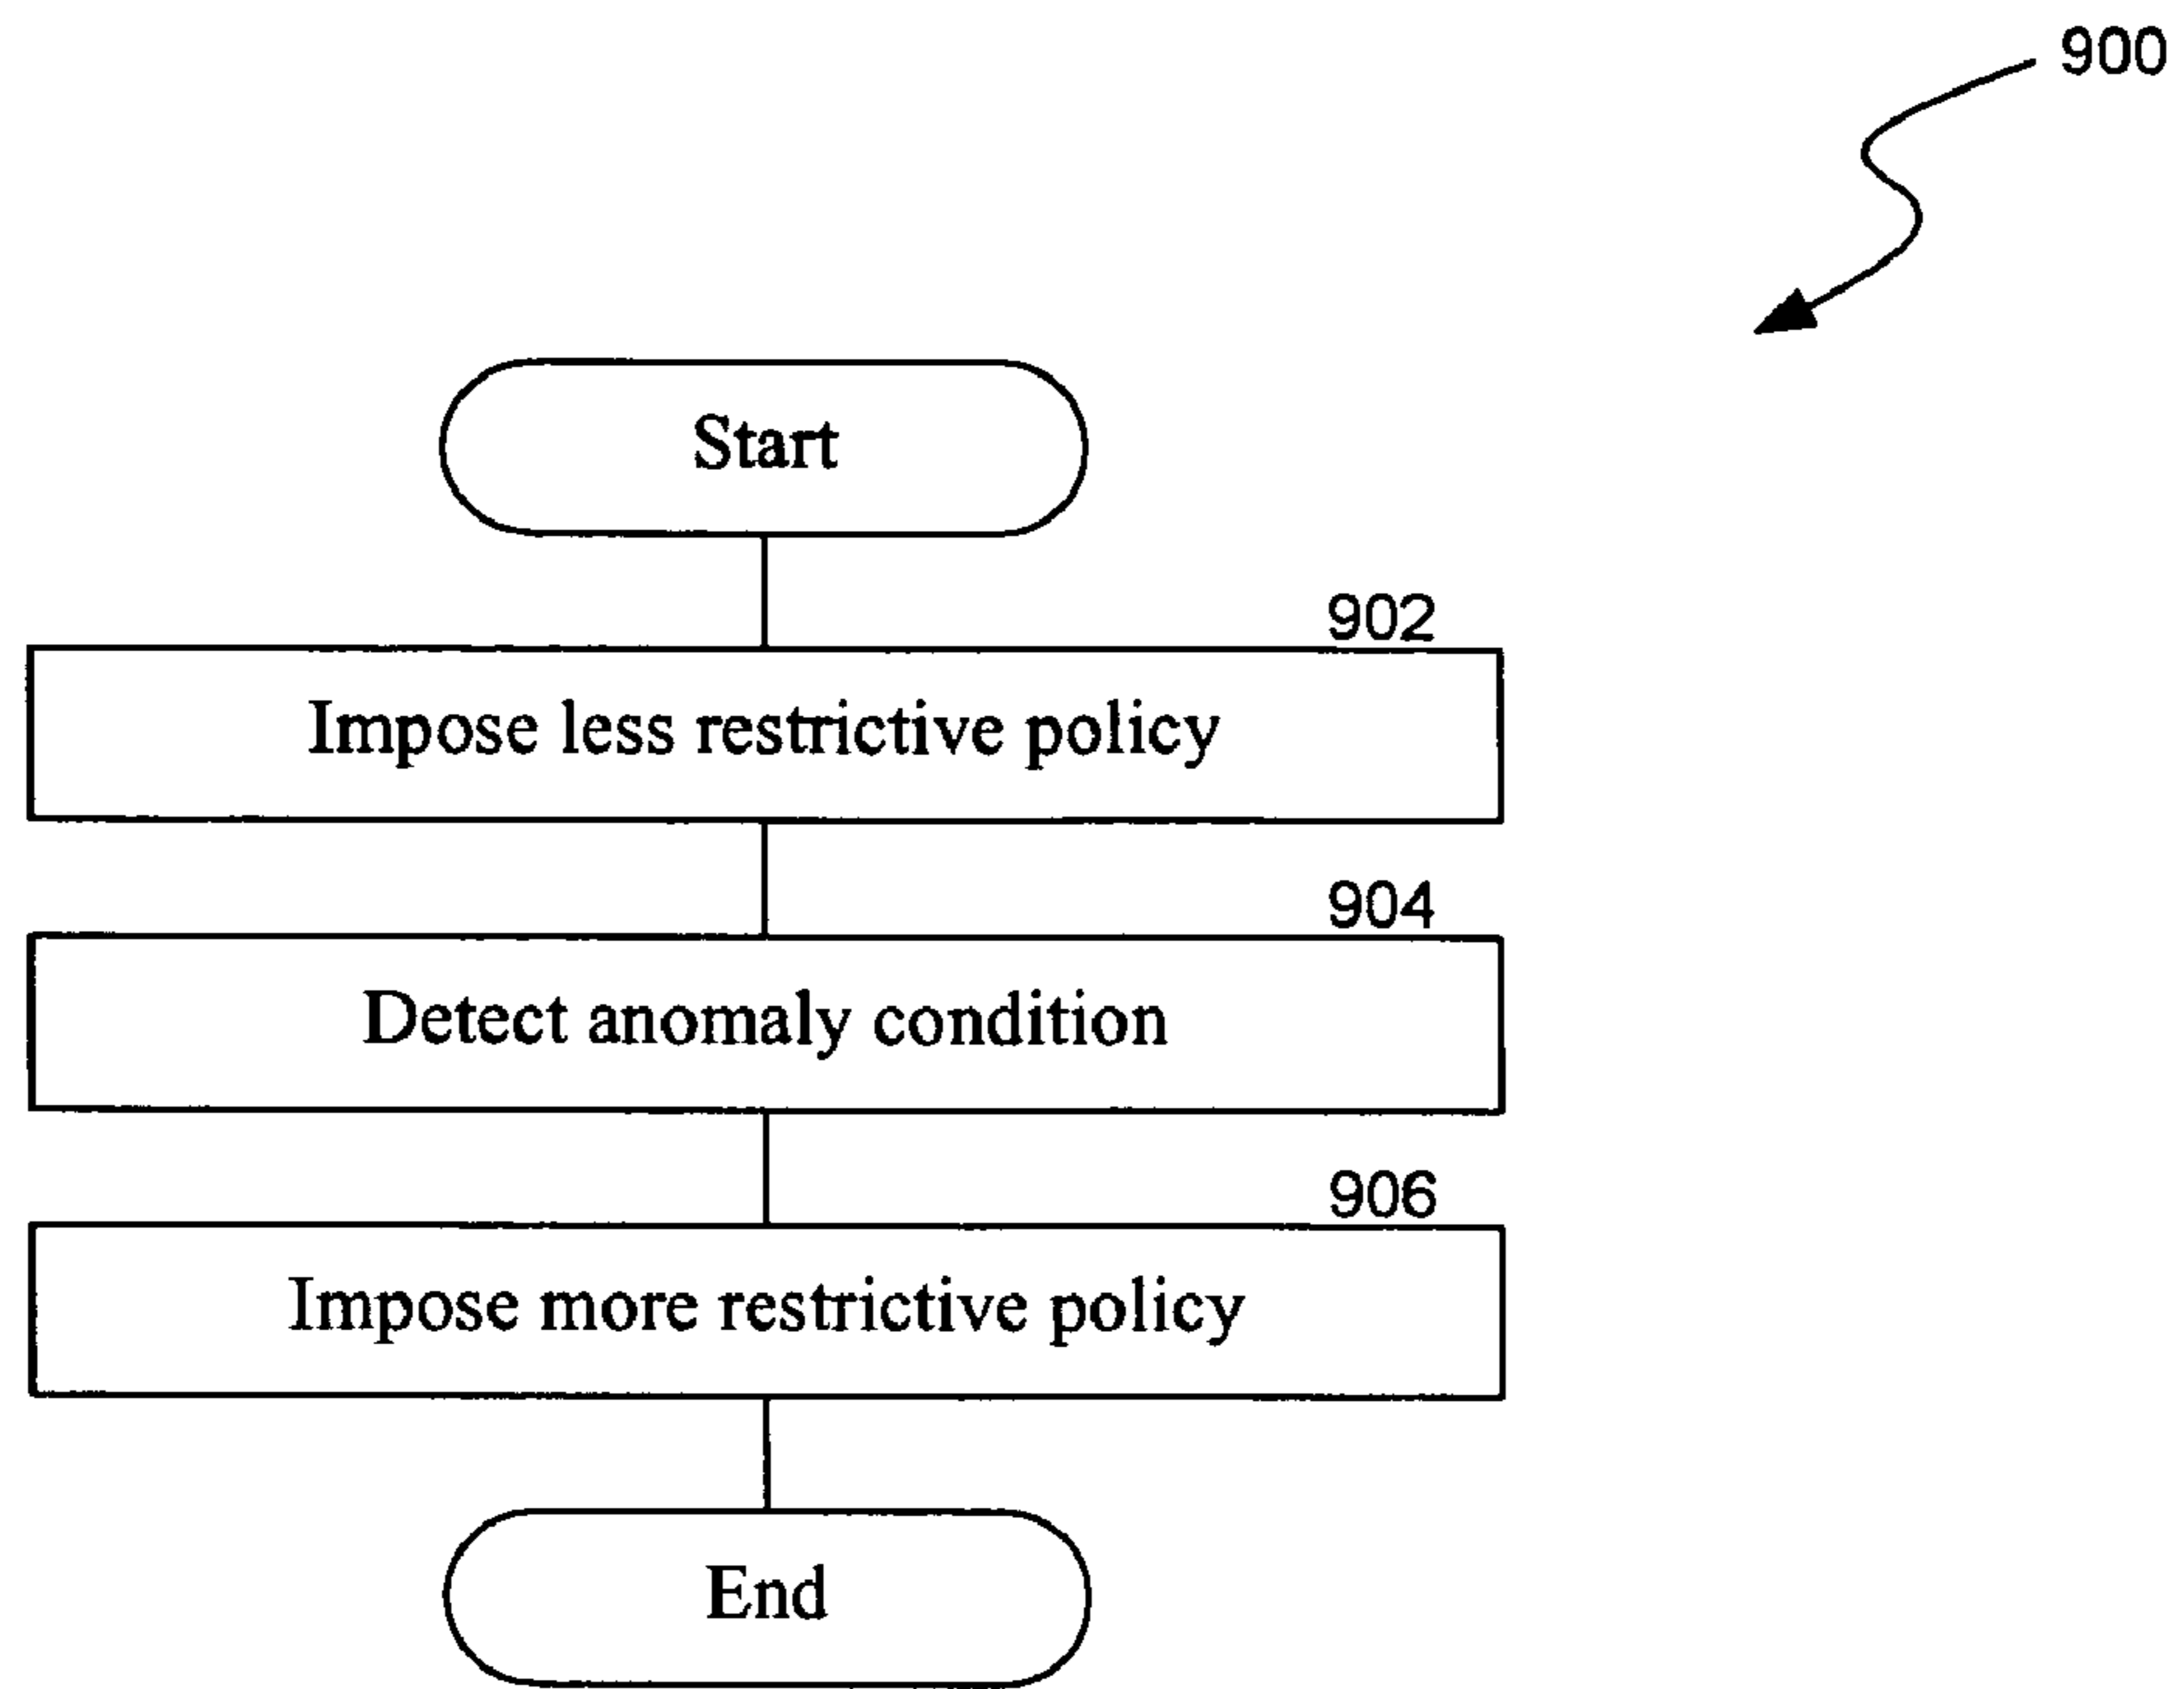 900
Start
902
Impose less restrictive policy
904
Detect anomaly condition
906
Impose more restrictive policy
End